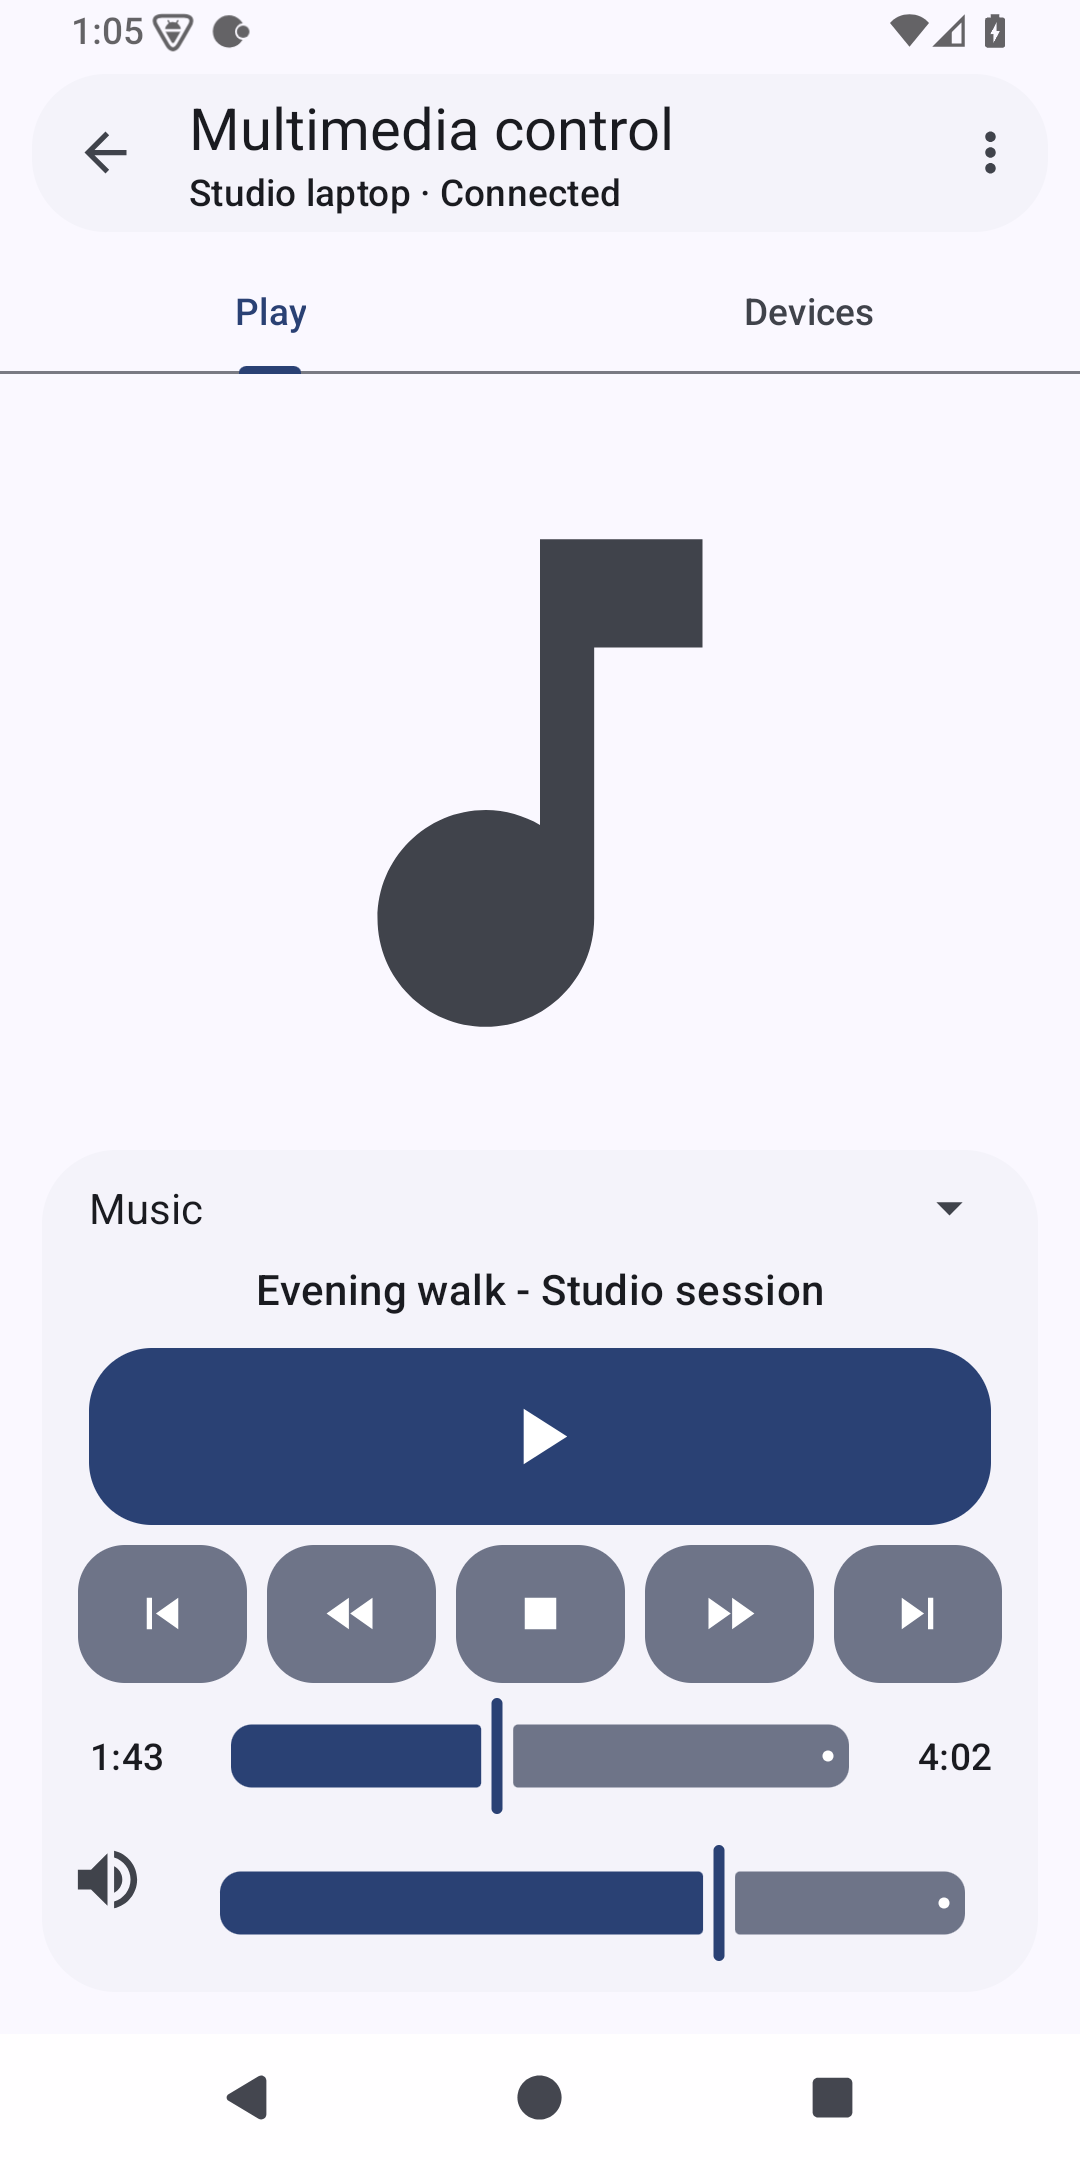 1:05
Multimedia control
Studio laptop · Connected
Play
Devices
Music
Evening walk - Studio session
1:43
4:02